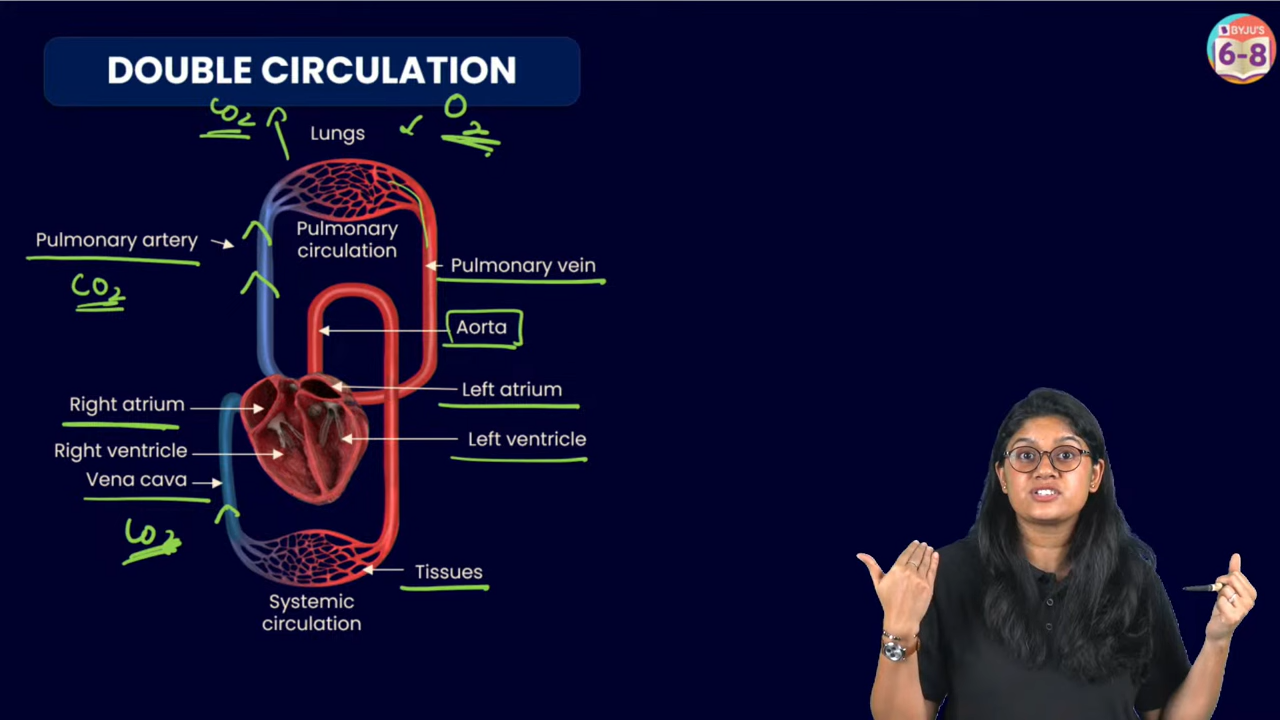 DOUBLE CIRCULATION
BYJU'S
6-8
CO2
O2
Lungs
Pulmonary
circulation
Pulmonary artery
CO2
Pulmonary vein
Aorta
Left atrium
Right atrium
Left ventricle
Right ventricle
Vena cava
CO2
Tissues
Systemic
circulation